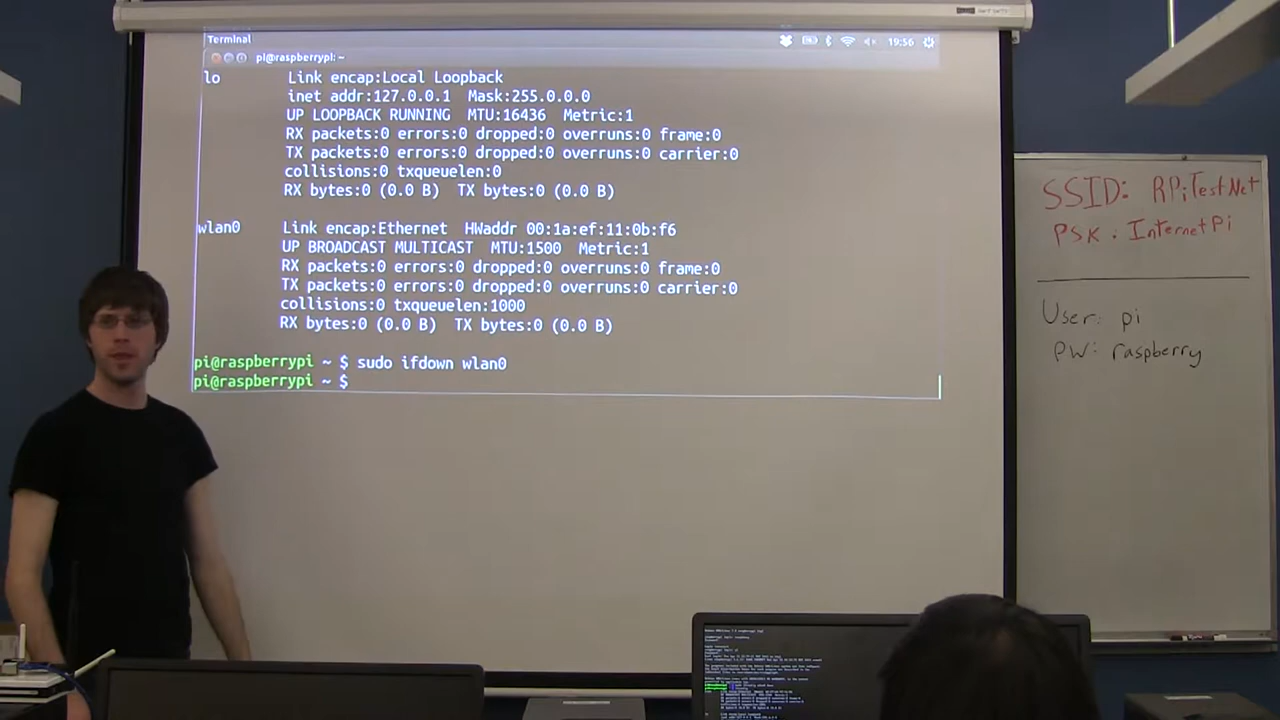 Terminal
19:56
pi@raspberrypi: ~
lo Link encap:Local Loopback
inet addr:127.0.0.1 Mask:255.0.0.0
UP LOOPBACK RUNNING MTU:16436 Metric:1
RX packets:0 errors:0 dropped:0 overruns:0 frame:0
TX packets:0 errors:0 dropped:0 overruns:0 carrier:0
collisions:0 txqueuelen:0
RX bytes:0 (0.0 B) TX bytes:0 (0.0 B)
wlan0 Link encap:Ethernet HWaddr 00:1a:ef:11:0b:f6
UP BROADCAST MULTICAST MTU:1500 Metric:1
RX packets:0 errors:0 dropped:0 overruns:0 frame:0
TX packets:0 errors:0 dropped:0 overruns:0 carrier:0
collisions:0 txqueuelen:1000
RX bytes:0 (0.0 B) TX bytes:0 (0.0 B)
pi@raspberrypi ~ $ sudo ifdown wlan0
pi@raspberrypi ~ $
SSID: RPiTestNet
PSK. InternetPi
User: pi
PW: raspberry